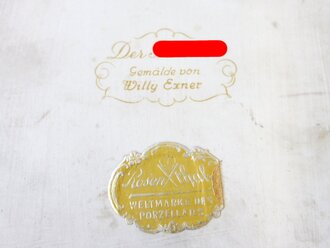 Der
Gemälde von
Willy Exner
Rosenthal
WELTMARKE DES
PORZELLANS